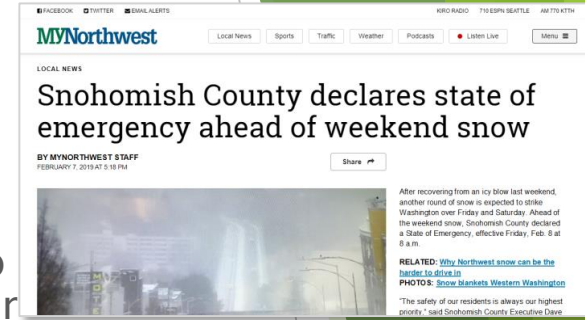 FACEBOOK TWITTER EMAIL ALERTS KIRO RADIO 710 ESPN SEATTLE AM 770 KTTH
MYNorthwest Local News Sports Traffic Weather Podcasts Listen Live Menu
LOCAL NEWS
Snohomish County declares state of
emergency ahead of weekend snow
BY MYNORTHWEST STAFF
FEBRUARY 7, 2019 AT 5:18 PM
Share
After recovering from an icy blow last weekend,
another round of snow is expected to strike
Washington over Friday and Saturday. Ahead of
the weekend snow, Snohomish County declared
a State of Emergency, effective Friday, Feb. 8 at
8 a.m.
RELATED: Why Northwest snow can be the
harder to drive in
PHOTOS: Snow blankets Western Washington
"The safety of our residents is always our highest
priority," said Snohomish County Executive Dave